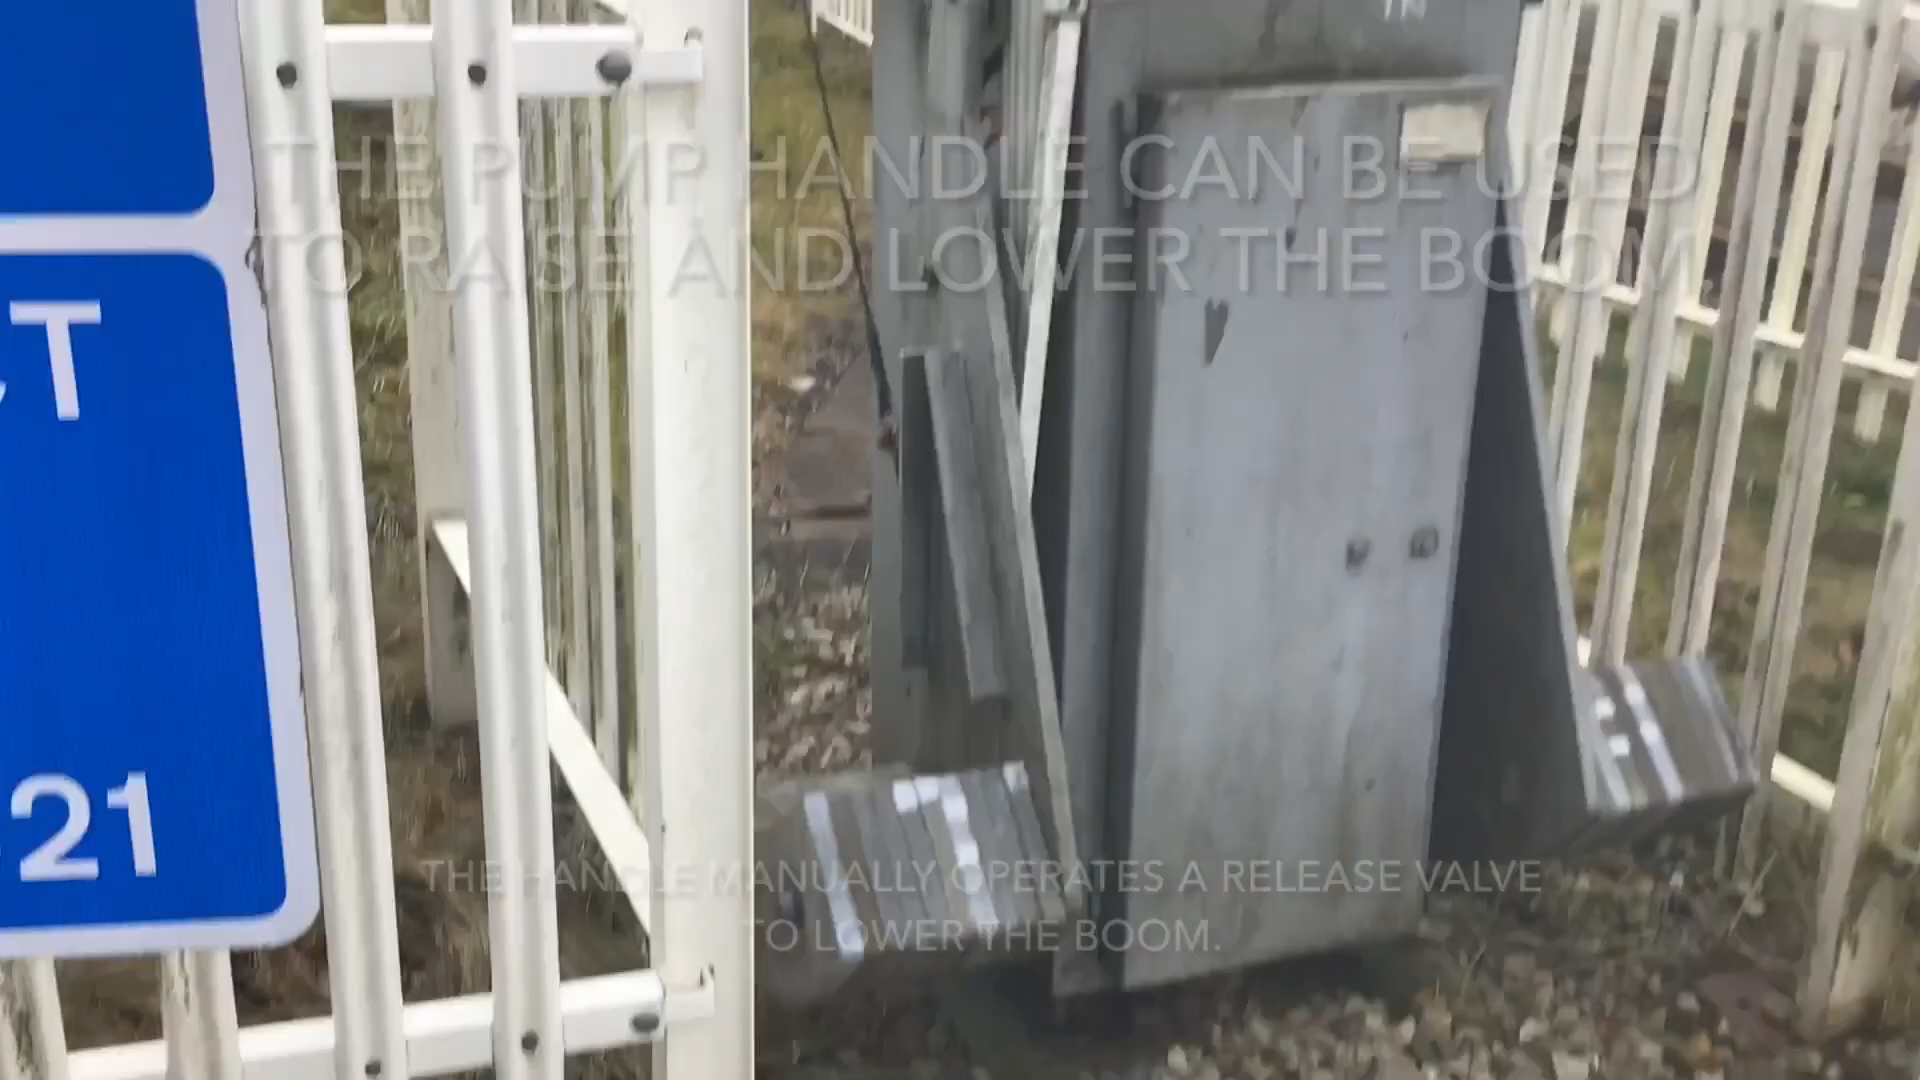 THE PUMP HANDLE CAN BE USED
TO RAISE AND LOWER THE BOOM.
T
21
THE HANDLE MANUALLY OPERATES A RELEASE VALVE
TO LOWER THE BOOM.